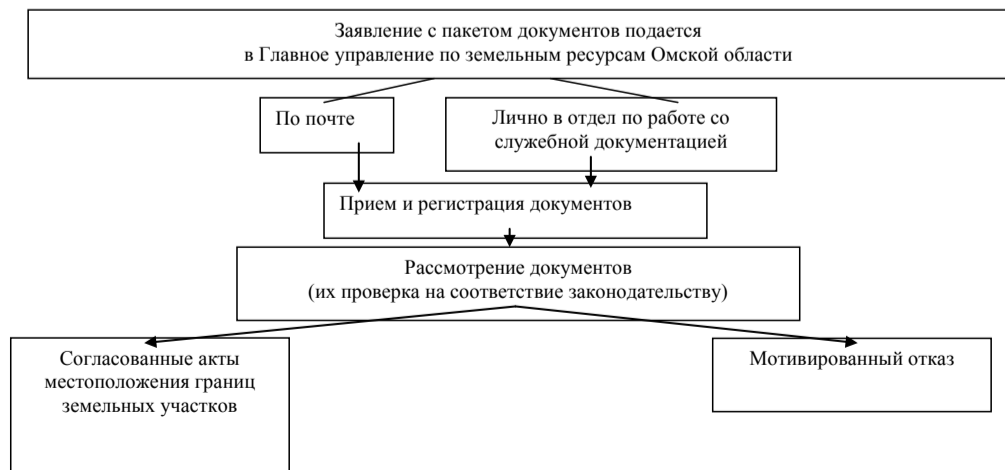 Заявление с пакетом документов подается
в Главное управление по земельным ресурсам Омской области
По почте
Лично в отдел по работе со
служебной документацией
Прием и регистрация документов
Рассмотрение документов
(их проверка на соответствие законодательству)
Согласованные акты
местоположения границ
земельных участков
Мотивированный отказ